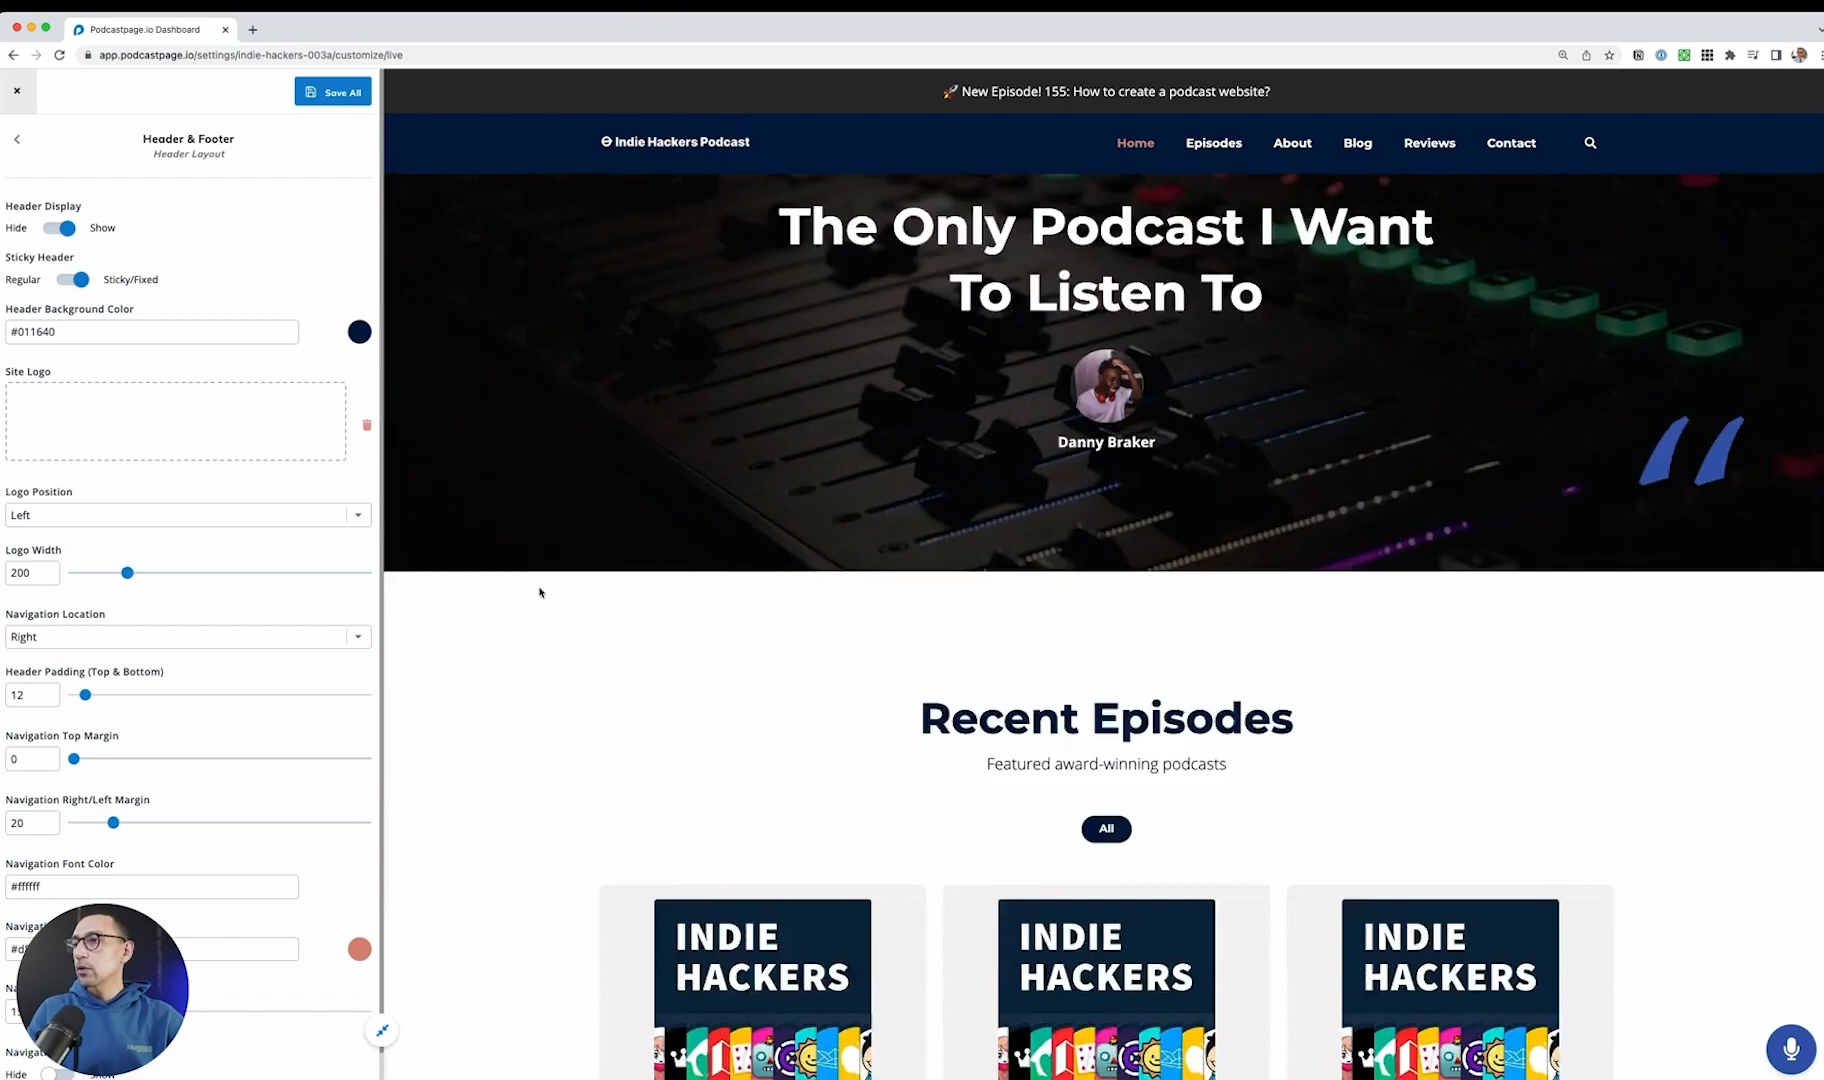 Podcastpage.io Dashboard
app.podcastpage.io/settings/indie-hackers-003a/customize/live
Save All
Header & Footer
Header Layout
Header Display
Hide Show
Sticky Header
Regular Sticky/Fixed
Header Background Color
#011640
Site Logo
Logo Position
Left
Logo Width
200
Navigation Location
Right
Header Padding (Top & Bottom)
12
Navigation Top Margin
0
Navigation Right/Left Margin
20
Navigation Font Color
#ffffff
Hide
🚀 New Episode! 155: How to create a podcast website?
Indie Hackers Podcast
Home Episodes About Blog Reviews Contact
The Only Podcast I Want
To Listen To
Danny Braker
“
Recent Episodes
Featured award-winning podcasts
All
INDIE
HACKERS
INDIE
HACKERS
INDIE
HACKERS